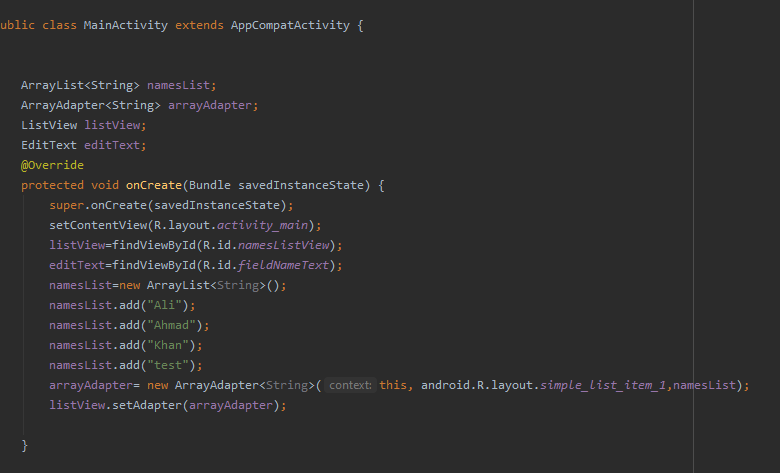 ublic class MainActivity extends AppCompatActivity {
ArrayList<String> namesList;
ArrayAdapter<String> arrayAdapter;
ListView listView;
EditText editText;
@Override
protected void onCreate(Bundle savedInstanceState) {
super.onCreate(savedInstanceState);
setContentView(R.layout.activity_main);
listView=findViewById(R.id.namesListView);
editText=findViewById(R.id.fieldNameText);
namesList=new ArrayList<String>();
namesList.add("Ali");
namesList.add("Ahmad");
namesList.add("Khan");
namesList.add("test");
arrayAdapter= new ArrayAdapter<String>( context: this, android.R.layout.simple_list_item_1,namesList);
listView.setAdapter(arrayAdapter);
}